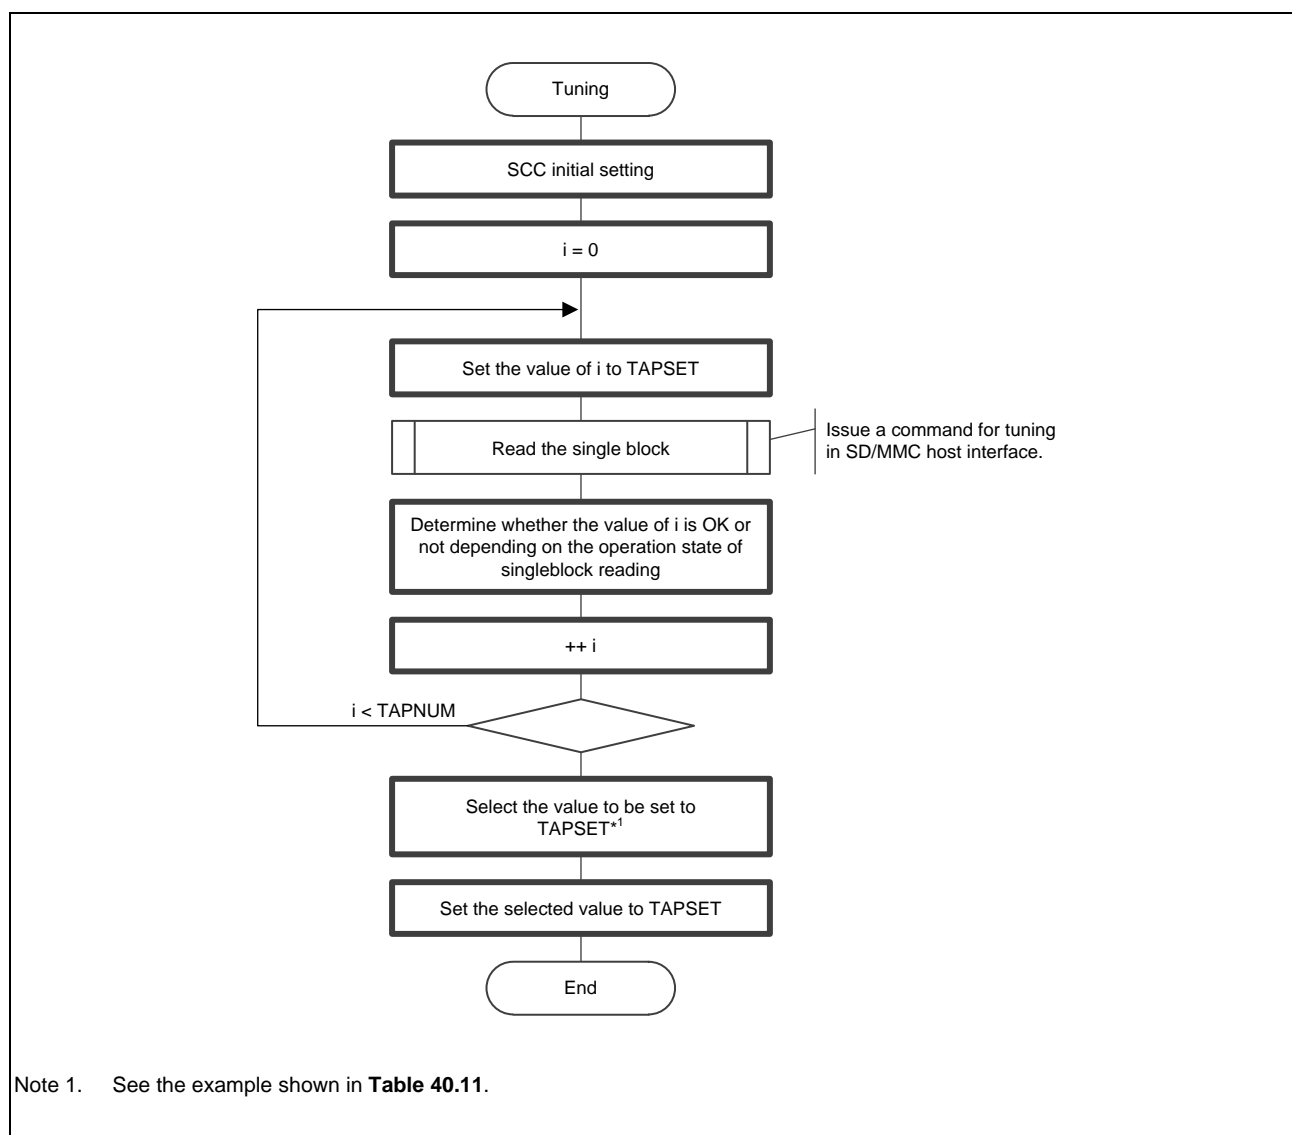 Tuning
SCC initial setting
i = 0
Set the value of i to TAPSET
Read the single block
Issue a command for tuning
in SD/MMC host interface.
Determine whether the value of i is OK or
not depending on the operation state of
singleblock reading
++ i
i < TAPNUM
Select the value to be set to
TAPSET*1
Set the selected value to TAPSET
End
Note 1. See the example shown in Table 40.11.